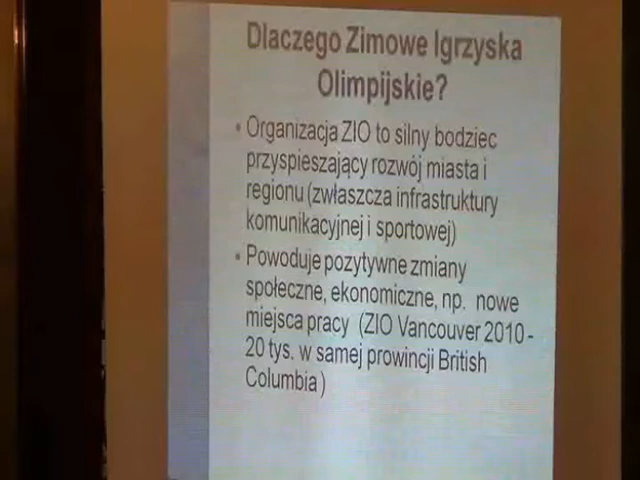 Dlaczego Zimowe Igrzyska
Olimpijskie?
• Organizacja ZIO to silny bodziec
przyspieszający rozwój miasta i
regionu (zwłaszcza infrastruktury
komunikacyjnej i sportowej)
• Powoduje pozytywne zmiany
społeczne, ekonomiczne, np. nowe
miejsca pracy (ZIO Vancouver 2010 -
20 tys. w samej prowincji British
Columbia )